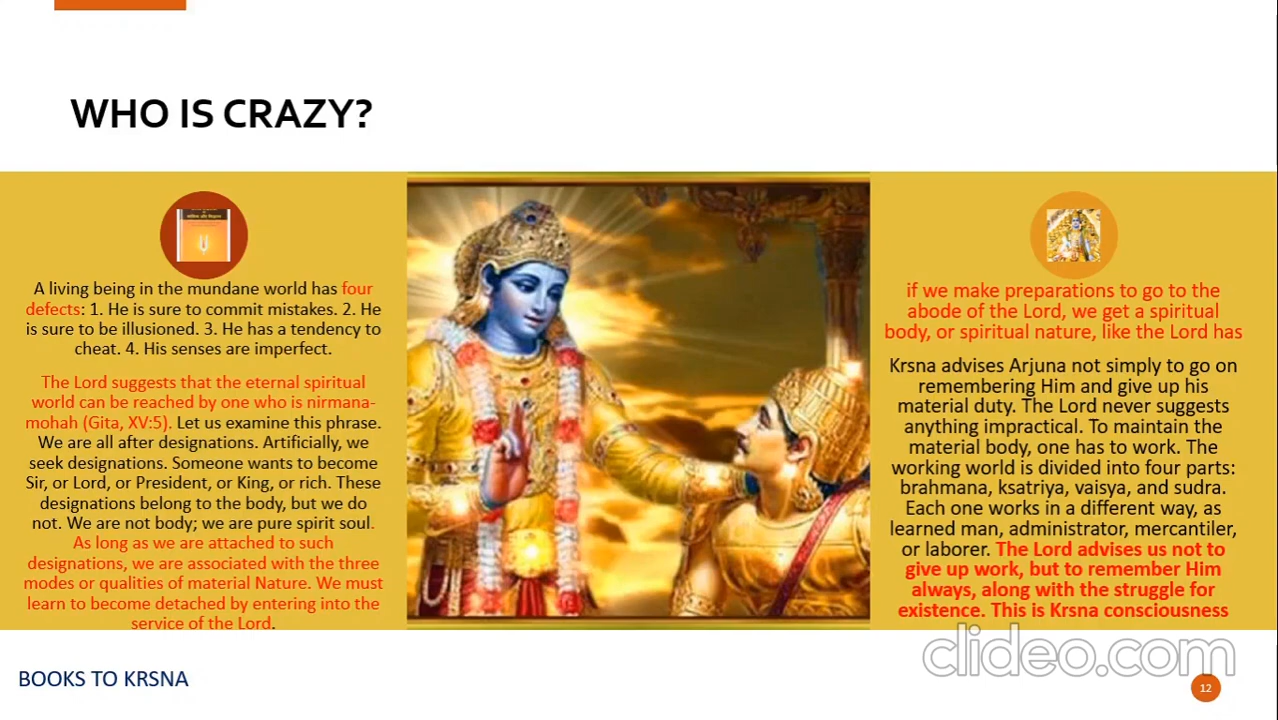 WHO IS CRAZY?
A living being in the mundane world has four
defects: 1. He is sure to commit mistakes. 2. He
is sure to be illusioned. 3. He has a tendency to
cheat. 4. His senses are imperfect.
The Lord suggests that the eternal spiritual
world can be reached by one who is nirmana-
mohah (Gita, XV:5). Let us examine this phrase.
We are all after designations. Artificially, we
seek designations. Someone wants to become
Sir, or Lord, or President, or King, or rich. These
designations belong to the body, but we do
not. We are not body; we are pure spirit soul.
As long as we are attached to such
designations, we are associated with the three
modes or qualities of material Nature. We must
learn to become detached by entering into the
service of the Lord.
if we make preparations to go to the
abode of the Lord, we get a spiritual
body, or spiritual nature, like the Lord has
Krsna advises Arjuna not simply to go on
remembering Him and give up his
material duty. The Lord never suggests
anything impractical. To maintain the
material body, one has to work. The
working world is divided into four parts:
brahmana, ksatriya, vaisya, and sudra.
Each one works in a different way, as
learned man, administrator, mercantiler,
or laborer. The Lord advises us not to
give up work, but to remember Him
always, along with the struggle for
existence. This is Krsna consciousness
clideo.com
BOOKS TO KRSNA
12